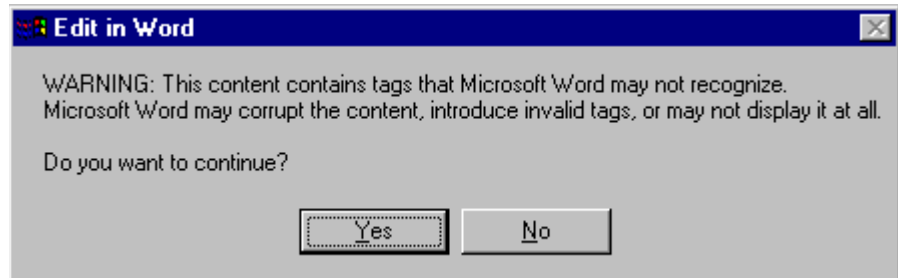 Edit in Word
WARNING: This content contains tags that Microsoft Word may not recognize.
Microsoft Word may corrupt the content, introduce invalid tags, or may not display it at all.
Do you want to continue?
Yes No